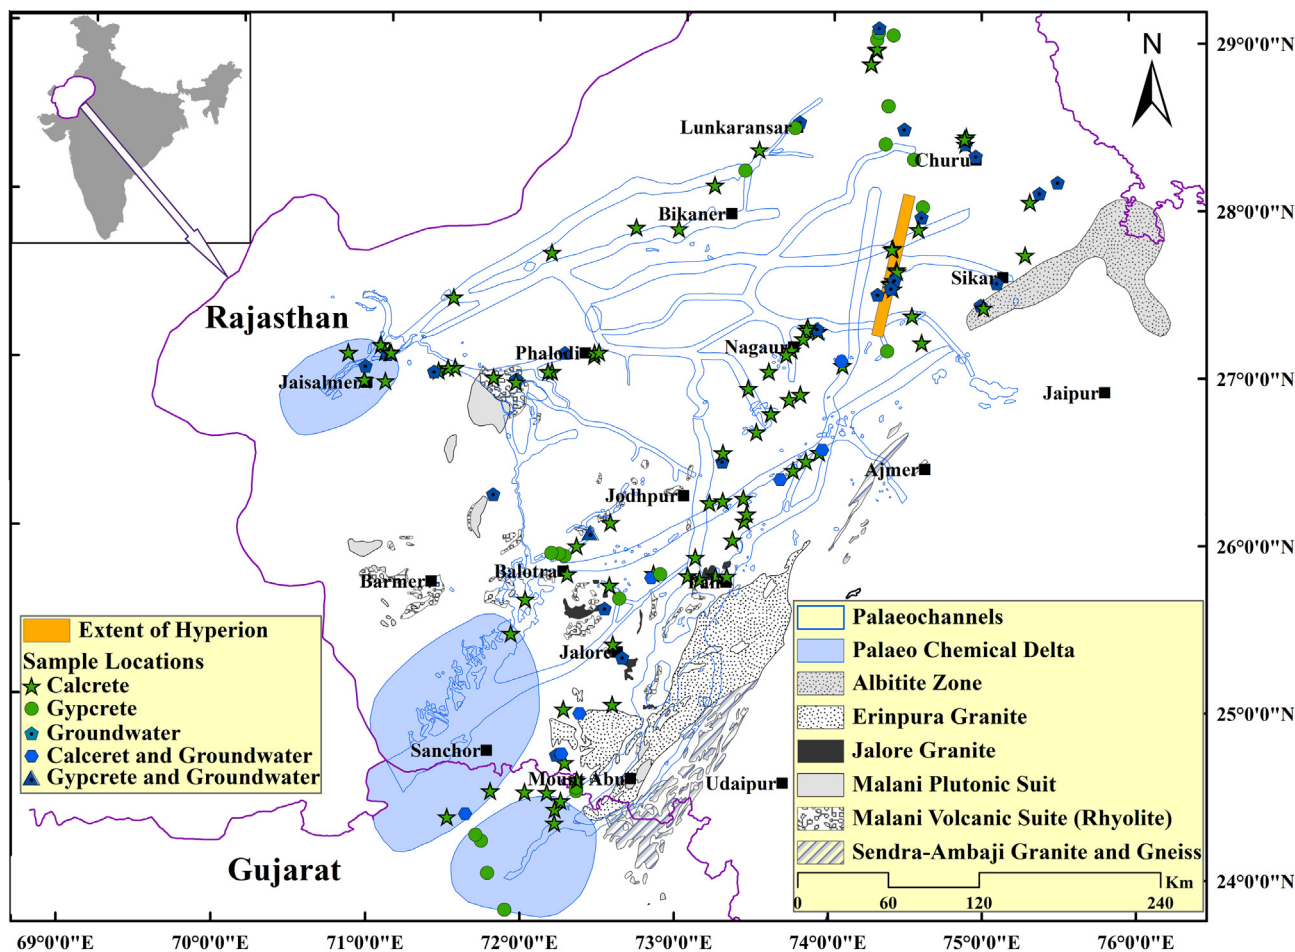 29°0'0"N
N
Lunkaransar
Churu
Bikaner
28°0'0"N
Sikar
Rajasthan
Phalodi
Nagaur
Jaisalmer
27°0'0"N
Jaipur
Ajmer
Jodhpur
26°0'0"N
Balotra
Barmer
Pali
Jalore
25°0'0"N
Sanchor
Mount Abu
Udaipur
Gujarat
24°0'0"N
Extent of Hyperion
Sample Locations
Calcrete
Gypcrete
Groundwater
Calceret and Groundwater
Gypcrete and Groundwater
Palaeochannels
Palaeo Chemical Delta
Albitite Zone
Erinpura Granite
Jalore Granite
Malani Plutonic Suit
Malani Volcanic Suite (Rhyolite)
Sendra-Ambaji Granite and Gneiss
Km
0 60 120 240
69°0'0"E 70°0'0"E 71°0'0"E 72°0'0"E 73°0'0"E 74°0'0"E 75°0'0"E 76°0'0"E